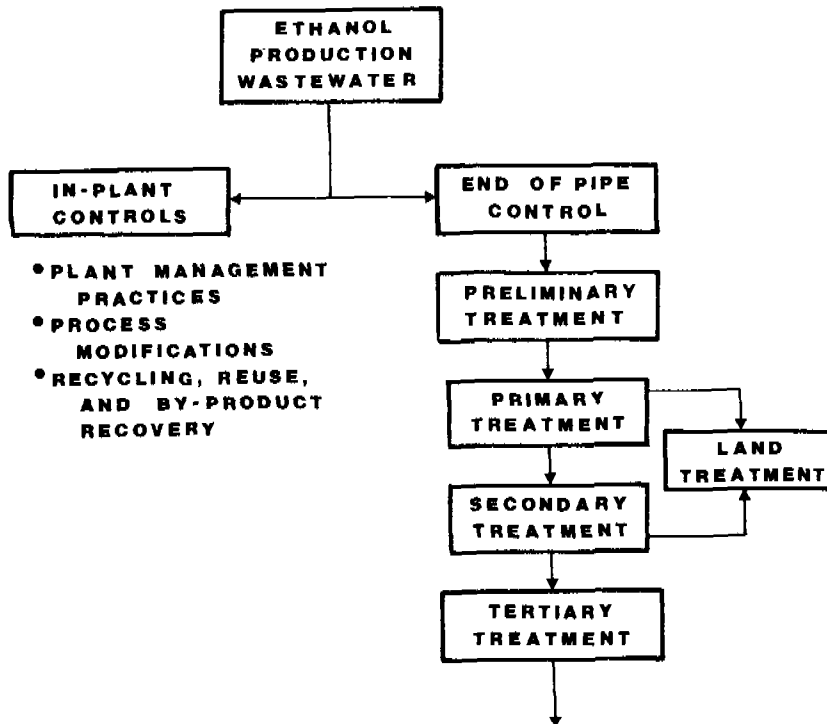 ETHANOL
PRODUCTION
WASTEWATER
IN-PLANT
CONTROLS
• PLANT MANAGEMENT
PRACTICES
• PROCESS
MODIFICATIONS
• RECYCLING, REUSE,
AND BY-PRODUCT
RECOVERY
END OF PIPE
CONTROL
PRELIMINARY
TREATMENT
PRIMARY
TREATMENT
LAND
TREATMENT
SECONDARY
TREATMENT
TERTIARY
TREATMENT